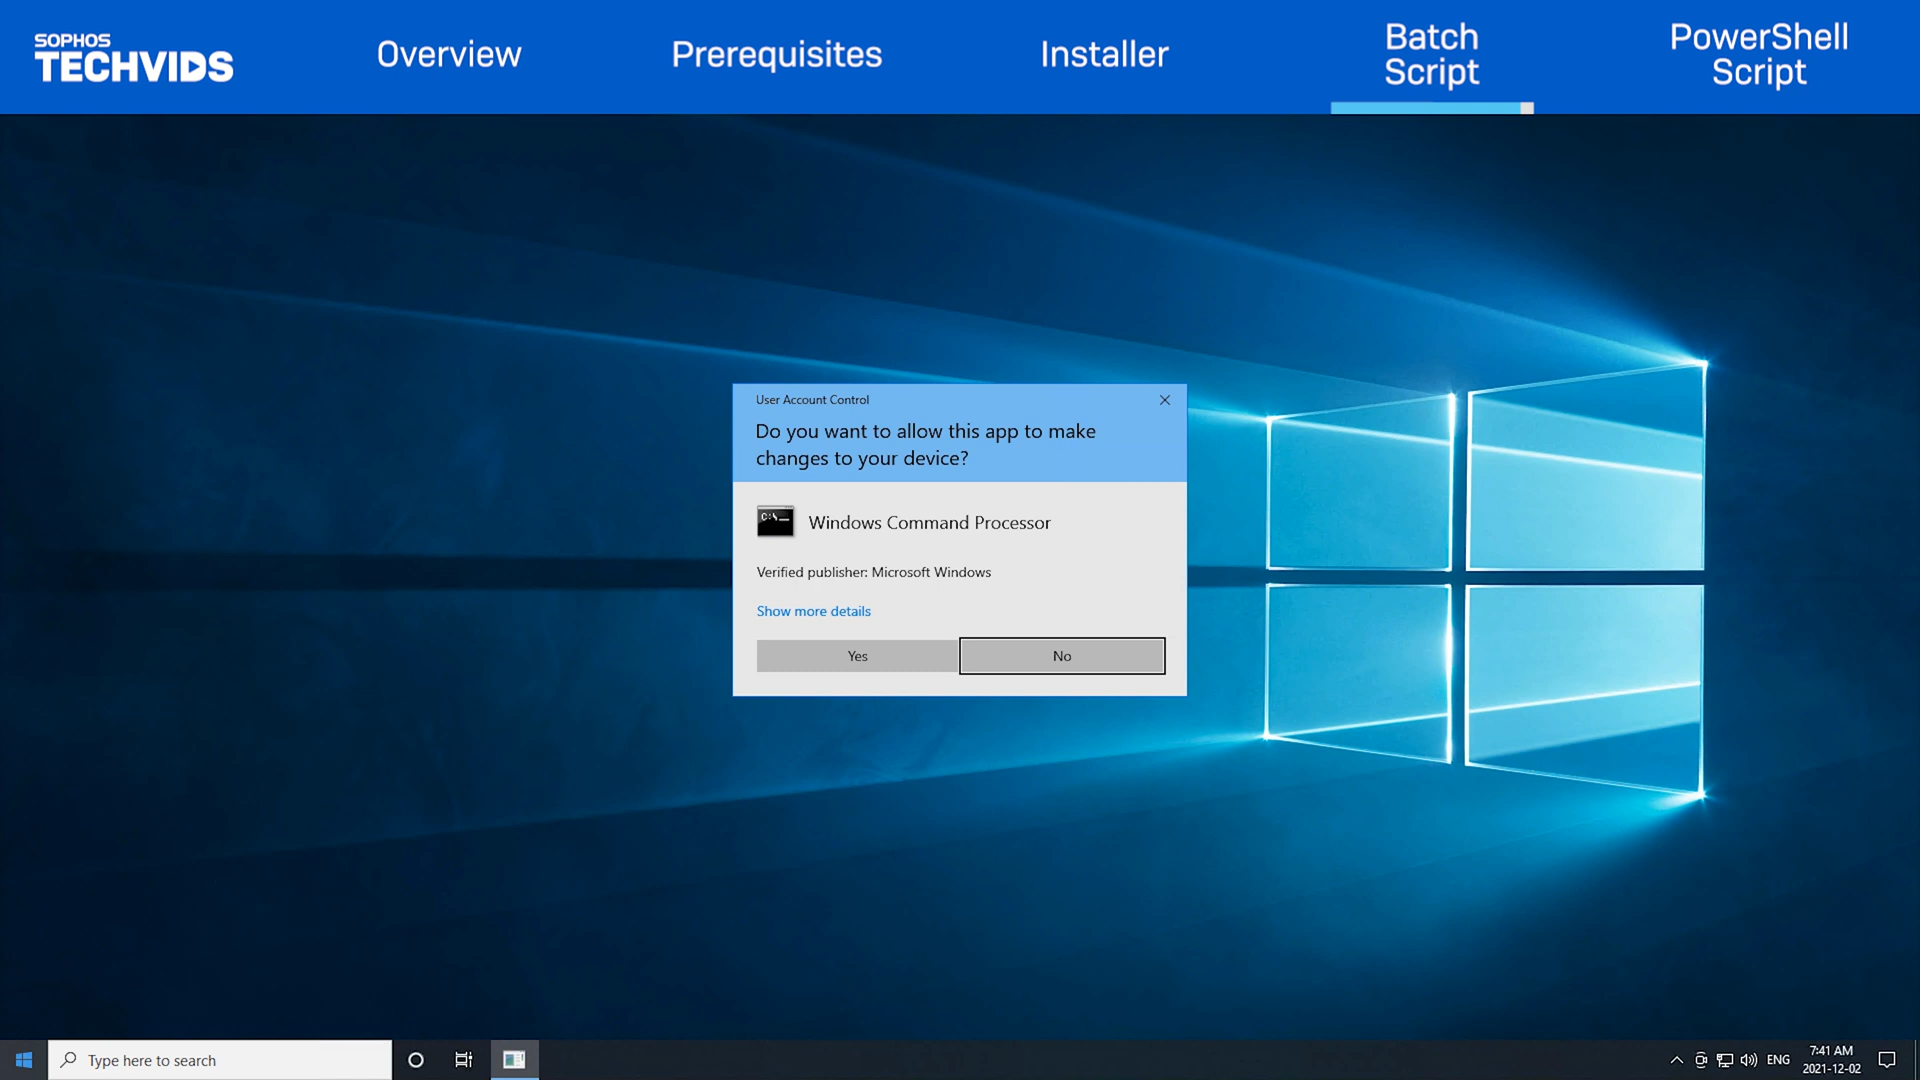 SOPHOS
TECHVIDS
Overview
Prerequisites
Installer
Batch
Script
PowerShell
Script
User Account Control
Do you want to allow this app to make
changes to your device?
C:\_
Windows Command Processor
Verified publisher: Microsoft Windows
Show more details
Yes
No
Type here to search
ENG
7:41 AM
2021-12-02